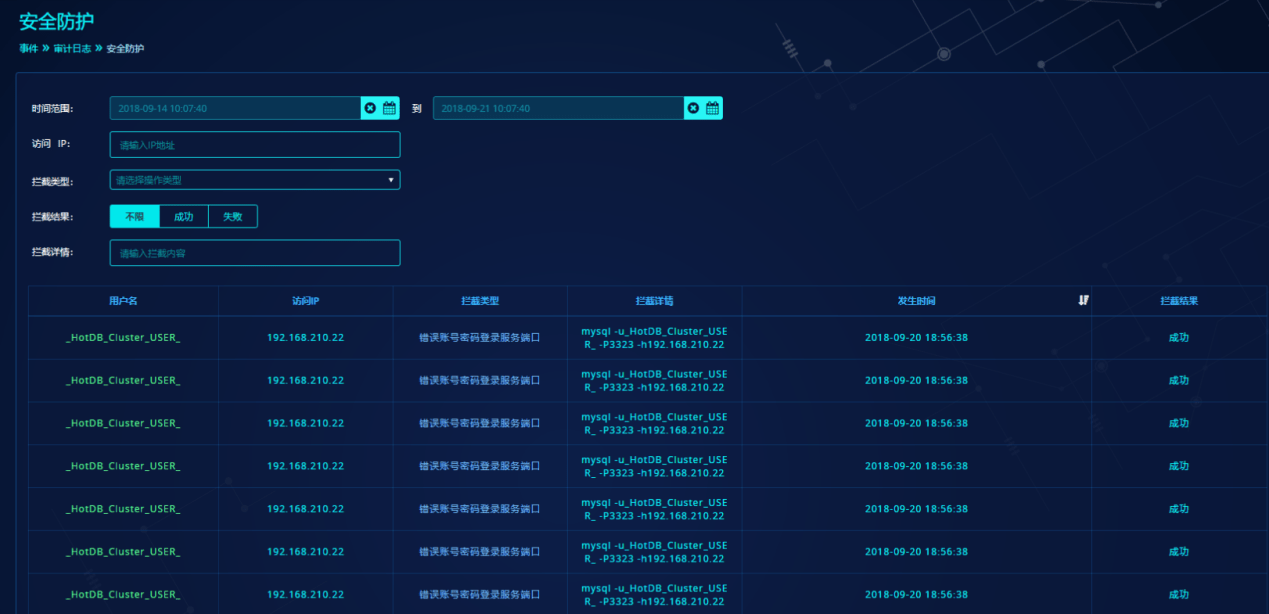 安全防护
事件 » 审计日志 » 安全防护
时间范围: 2018-09-14 10:07:40 到 2018-09-21 10:07:40
访问 IP: 请输入IP地址
拦截类型: 请选择操作类型
拦截结果: 不限 成功 失败
拦截详情: 请输入拦截内容
用户名 访问IP 拦截类型 拦截详情 发生时间 拦截结果
_HotDB_Cluster_USER_ 192.168.210.22 错误账号密码登录服务端口 mysql -u_HotDB_Cluster_USE 2018-09-20 18:56:38 成功
R_ -P3323 -h192.168.210.22
_HotDB_Cluster_USER_ 192.168.210.22 错误账号密码登录服务端口 mysql -u_HotDB_Cluster_USE 2018-09-20 18:56:38 成功
R_ -P3323 -h192.168.210.22
_HotDB_Cluster_USER_ 192.168.210.22 错误账号密码登录服务端口 mysql -u_HotDB_Cluster_USE 2018-09-20 18:56:38 成功
R_ -P3323 -h192.168.210.22
_HotDB_Cluster_USER_ 192.168.210.22 错误账号密码登录服务端口 mysql -u_HotDB_Cluster_USE 2018-09-20 18:56:38 成功
R_ -P3323 -h192.168.210.22
_HotDB_Cluster_USER_ 192.168.210.22 错误账号密码登录服务端口 mysql -u_HotDB_Cluster_USE 2018-09-20 18:56:38 成功
R_ -P3323 -h192.168.210.22
_HotDB_Cluster_USER_ 192.168.210.22 错误账号密码登录服务端口 mysql -u_HotDB_Cluster_USE 2018-09-20 18:56:38 成功
R_ -P3323 -h192.168.210.22
_HotDB_Cluster_USER_ 192.168.210.22 错误账号密码登录服务端口 mysql -u_HotDB_Cluster_USE 2018-09-20 18:56:38 成功
R_ -P3323 -h192.168.210.22